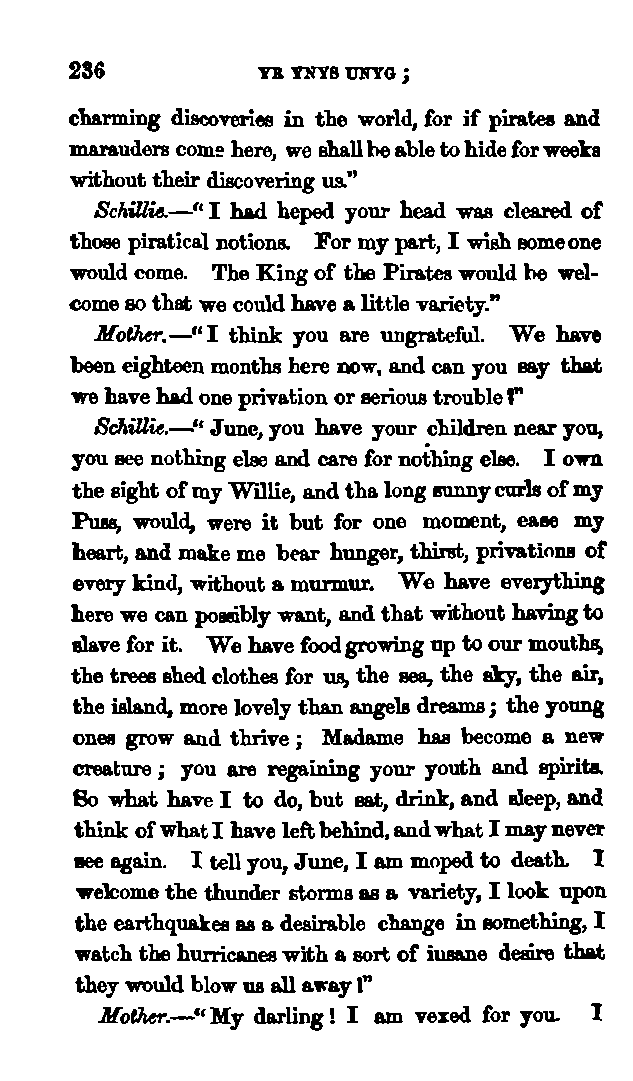 236 YR YNYS UNYG ;
charming discoveries in the world, for if pirates and
marauders come here, we shall be able to hide for weeks
without their discovering us."
Schillie.—"I had heped your head was cleared of
those piratical notions. For my part, I wish some one
would come. The King of the Pirates would be wel-
come so that we could have a little variety."
Mother.—"I think you are ungrateful. We have
been eighteen months here now, and can you say that
we have had one privation or serious trouble ?"
Schillie.—"June, you have your children near you,
you see nothing else and care for nothing else. I own
the sight of my Willie, and tha long sunny curls of my
Puss, would, were it but for one moment, ease my
heart, and make me bear hunger, thirst, privations of
every kind, without a murmur. We have everything
here we can possibly want, and that without having to
slave for it. We have food growing up to our mouths,
the trees shed clothes for us, the sea, the sky, the air,
the island, more lovely than angels dreams ; the young
ones grow and thrive ; Madame has become a new
creature ; you are regaining your youth and spirits.
So what have I to do, but eat, drink, and sleep, and
think of what I have left behind, and what I may never
see again. I tell you, June, I am moped to death. I
welcome the thunder storms as a variety, I look upon
the earthquakes as a desirable change in something, I
watch the hurricanes with a sort of iusane desire that
they would blow us all away !"
Mother.—"My darling ! I am vexed for you. I